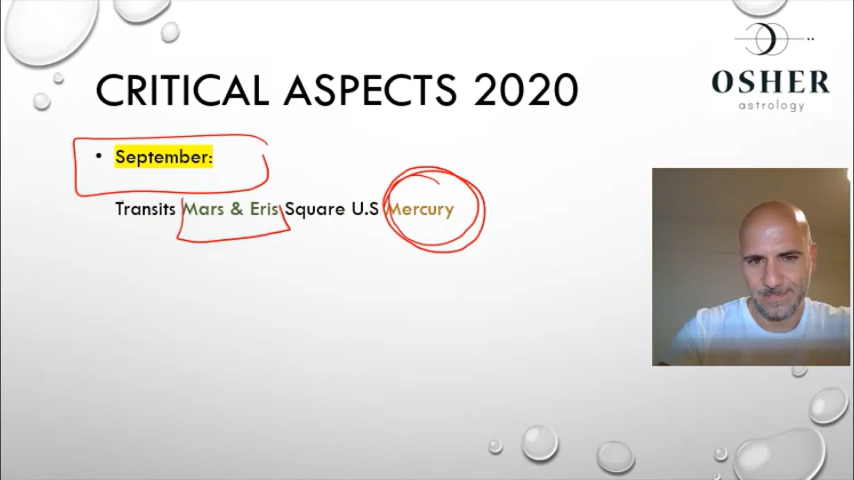 OSHER
astrology
CRITICAL ASPECTS 2020
• September:
Transits Mars & Eris Square U.S Mercury